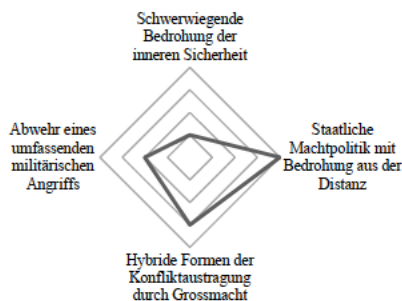 Schwerwiegende
Bedrohung der
inneren Sicherheit
Abwehr eines
umfassenden
militärischen
Angriffs
Staatliche
Machtpolitik mit
Bedrohung aus der
Distanz
Hybride Formen der
Konfliktaustragung
durch Grossmacht